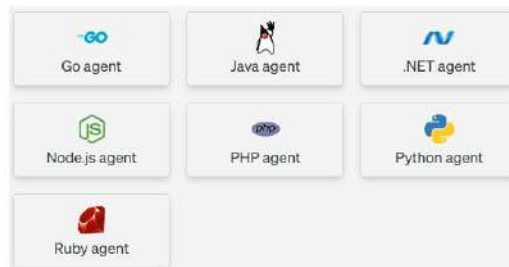 GO
Go agent
Java agent
.NET agent
JS
Node.js agent
php
PHP agent
Python agent
Ruby agent